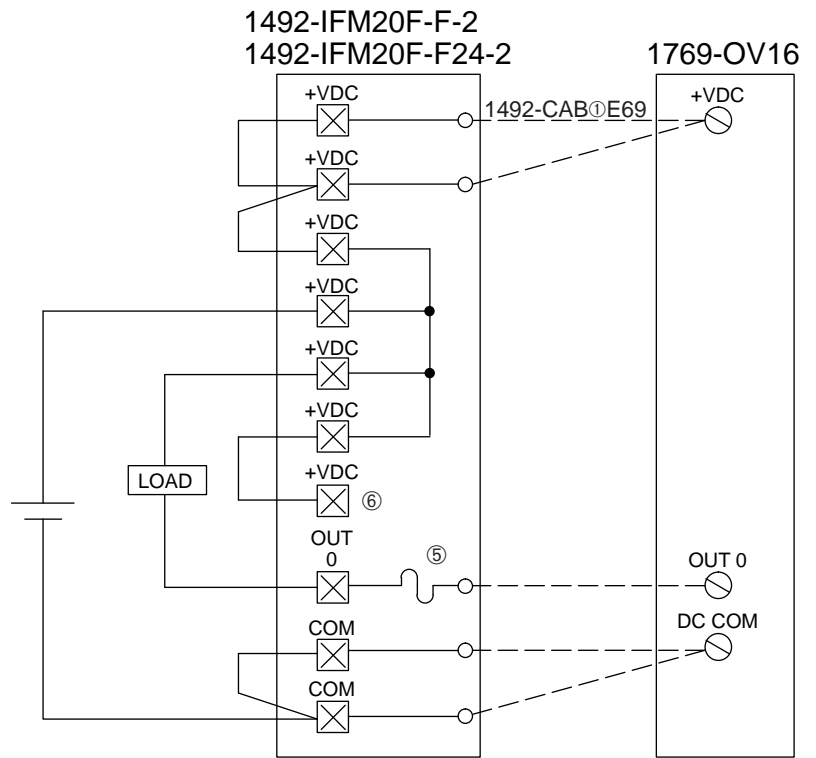 1492-IFM20F-F-2
1492-IFM20F-F24-2
1769-OV16
+VDC
1492-CAB①E69
+VDC
+VDC
+VDC
+VDC
+VDC
+VDC
LOAD
+VDC
⑥
OUT
0
⑤
OUT 0
COM
DC COM
COM